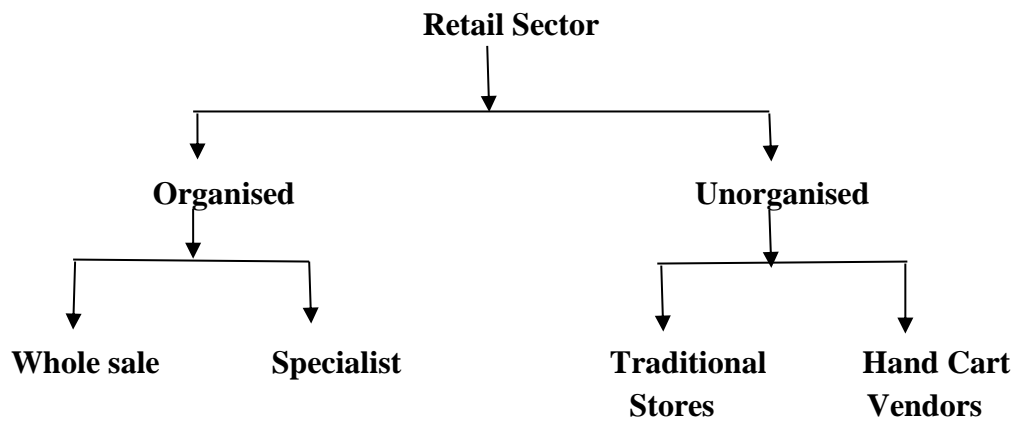 Retail Sector
Organised
Unorganised
Whole sale
Specialist
Traditional
Stores
Hand Cart
Vendors